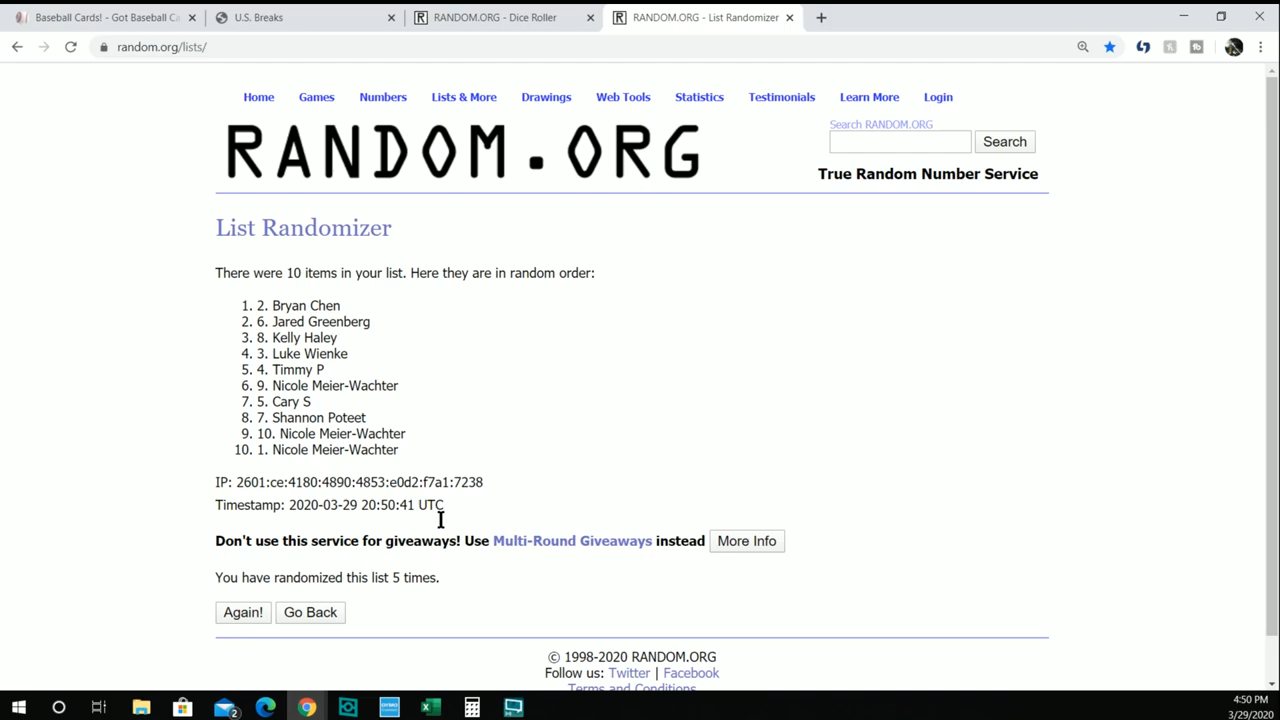 Baseball Cards! - Got Baseball Ca
U.S. Breaks
RANDOM.ORG - Dice Roller
RANDOM.ORG - List Randomizer
random.org/lists/
Home Games Numbers Lists & More Drawings Web Tools Statistics Testimonials Learn More Login
Search RANDOM.ORG
RANDOM.ORG
Search
True Random Number Service
List Randomizer
There were 10 items in your list. Here they are in random order:
1. 2. Bryan Chen
2. 6. Jared Greenberg
3. 8. Kelly Haley
4. 3. Luke Wienke
5. 4. Timmy P
6. 9. Nicole Meier-Wachter
7. 5. Cary S
8. 7. Shannon Poteet
9. 10. Nicole Meier-Wachter
10. 1. Nicole Meier-Wachter
IP: 2601:ce:4180:4890:4853:e0d2:f7a1:7238
Timestamp: 2020-03-29 20:50:41 UTC
Don't use this service for giveaways! Use Multi-Round Giveaways instead More Info
You have randomized this list 5 times.
Again! Go Back
© 1998-2020 RANDOM.ORG
Follow us: Twitter | Facebook
Terms and Conditions
2
4:50 PM
3/29/2020